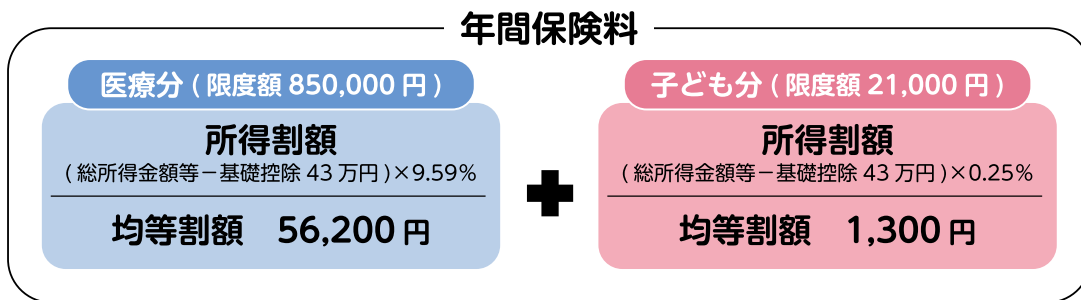 年間保険料
医療分 ( 限度額 850,000 円 )
所得割額
( 総所得金額等－基礎控除 43 万円 )×9.59%
均等割額 56,200 円
子ども分 ( 限度額 21,000 円 )
所得割額
( 総所得金額等－基礎控除 43 万円 )×0.25%
均等割額 1,300 円